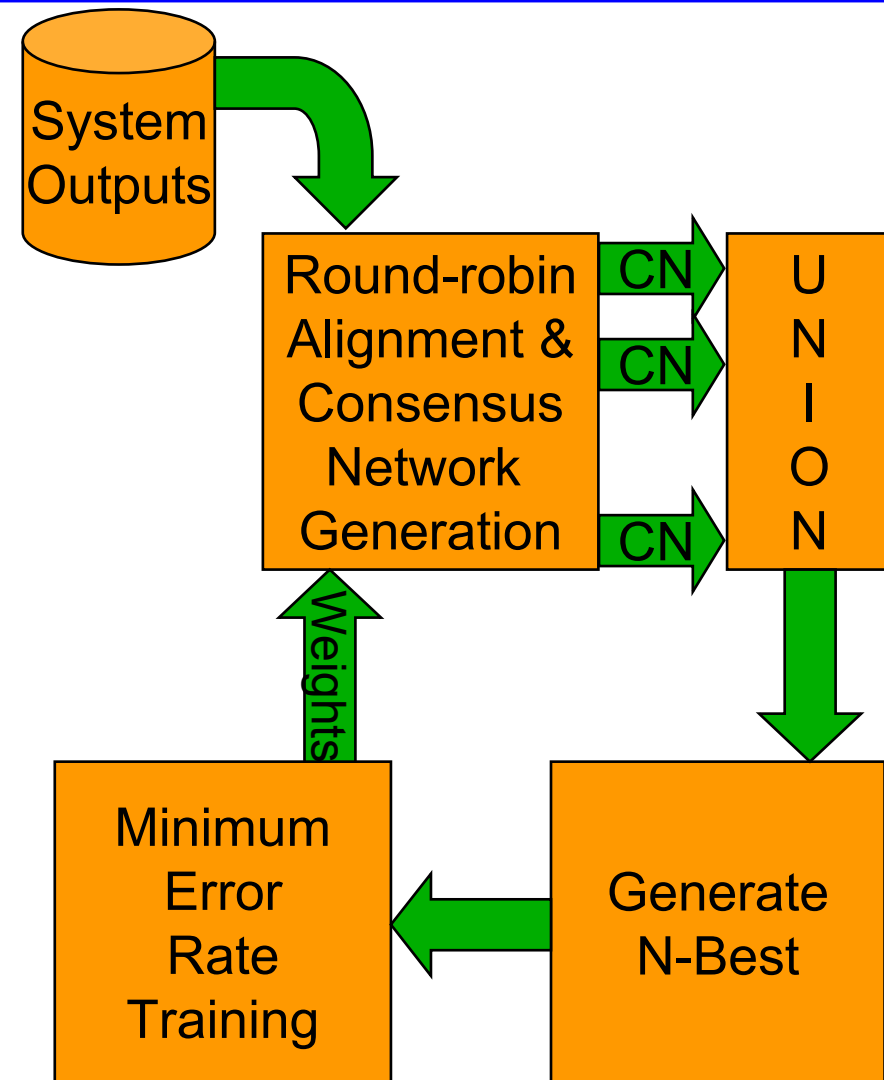 System
Outputs
Round-robin
Alignment &
Consensus
Network
Generation
CN
CN
CN
U
N
I
O
N
Weights
Minimum
Error
Rate
Training
Generate
N-Best